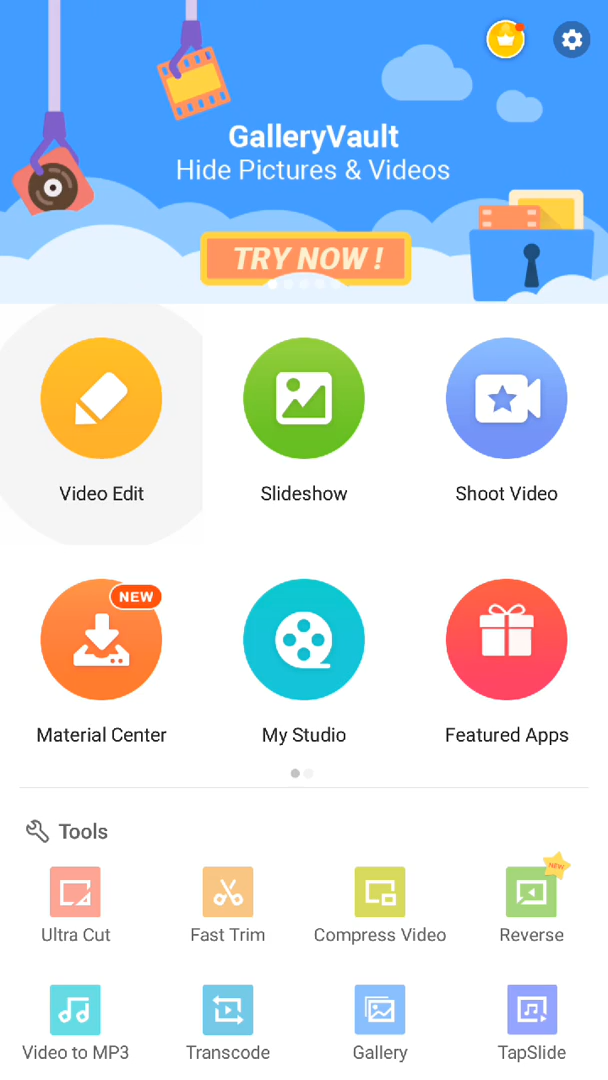 GalleryVault
Hide Pictures & Videos
TRY NOW !
Video Edit
Slideshow
Shoot Video
NEW
Material Center
My Studio
Featured Apps
Tools
NEW
Ultra Cut
Fast Trim
Compress Video
Reverse
Video to MP3
Transcode
Gallery
TapSlide